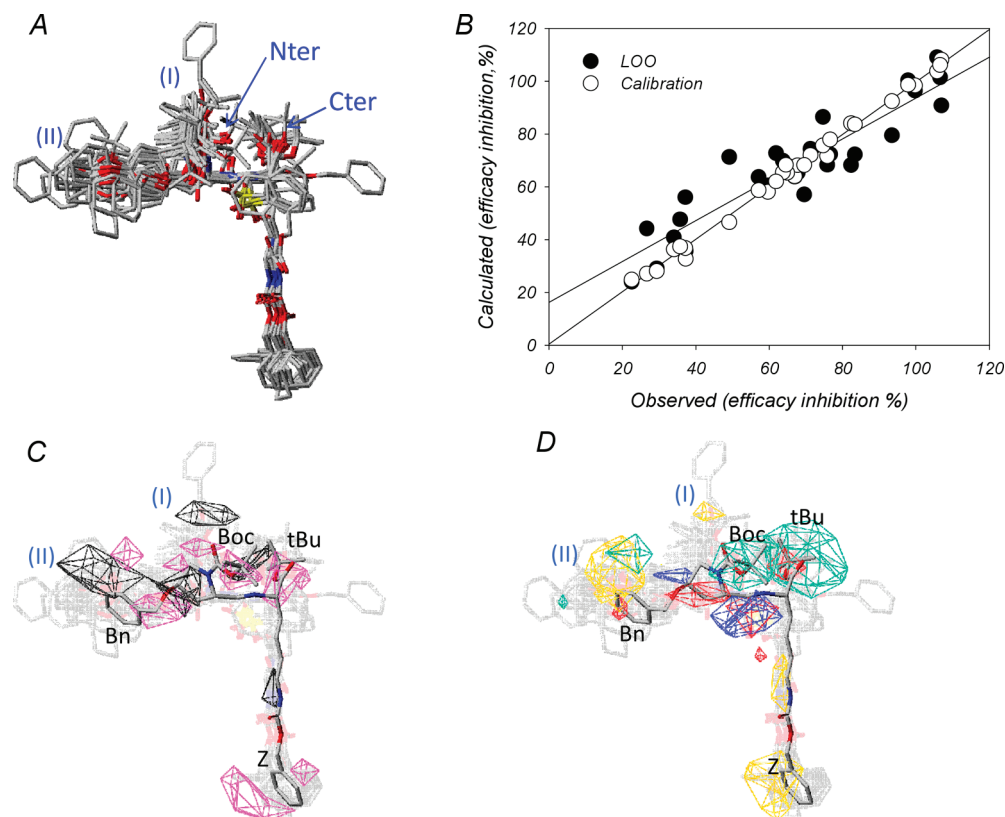 A
(I)
Nter
Cter
(II)
B
LOO
Calibration
Calculated (efficacy inhibition,%)
120
100
80
60
40
20
0
0
20
40
60
80
100
120
Observed (efficacy inhibition %)
C
(I)
Boc
tBu
(II)
Bn
Z
D
(I)
tBu
Boc
(II)
Bn
Z